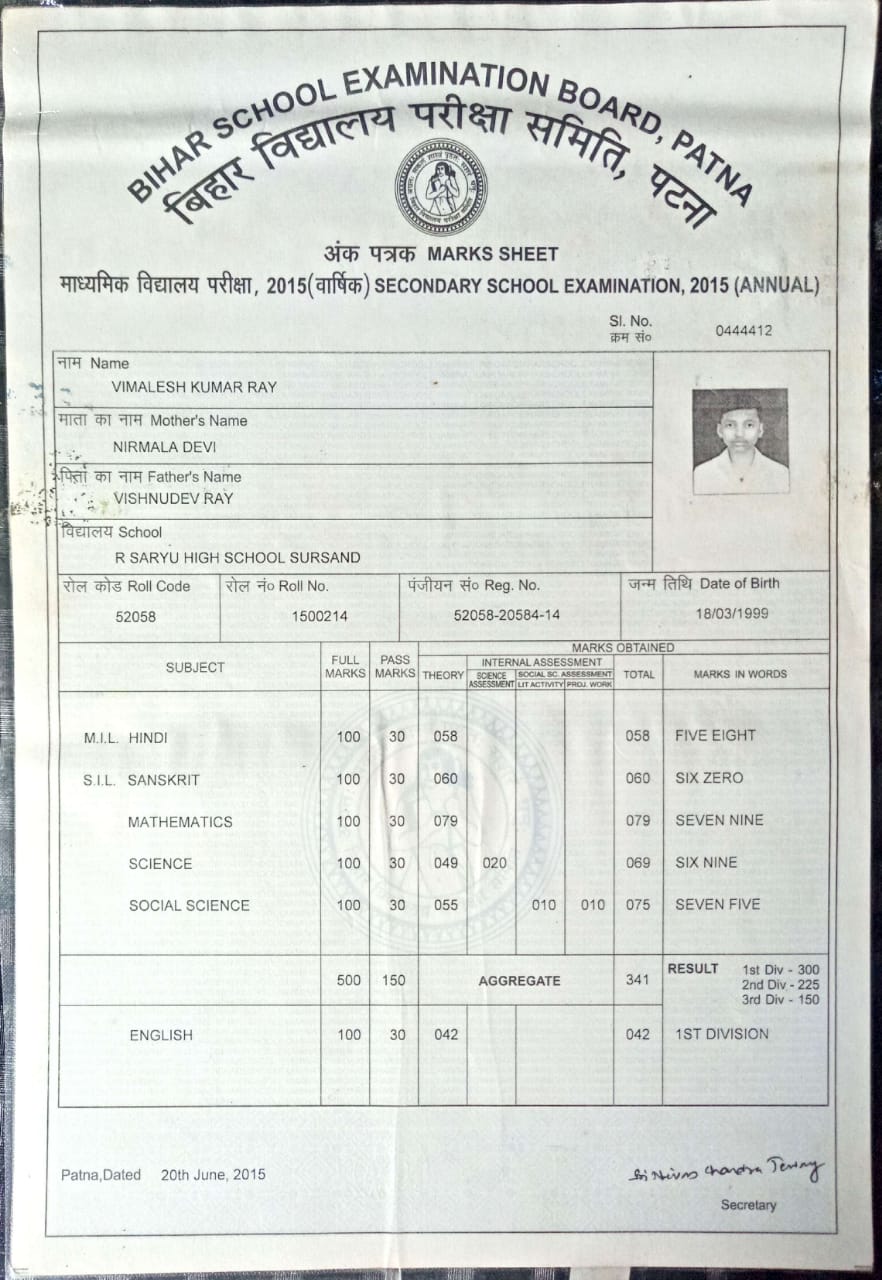 BIHAR SCHOOL EXAMINATION BOARD, PATNA
बिहार विद्यालय परीक्षा समिति, पटना
अंक पत्रक MARKS SHEET
माध्यमिक विद्यालय परीक्षा, 2015(वार्षिक) SECONDARY SCHOOL EXAMINATION, 2015 (ANNUAL)
Sl. No.
क्रम सं० 0444412
नाम Name
VIMALESH KUMAR RAY
माता का नाम Mother's Name
NIRMALA DEVI
पिता का नाम Father's Name
VISHNUDEV RAY
विद्यालय School
R SARYU HIGH SCHOOL SURSAND
रोल कोड Roll Code रोल नं० Roll No. पंजीयन सं० Reg. No. जन्म तिथि Date of Birth
52058 1500214 52058-20584-14 18/03/1999
MARKS OBTAINED
SUBJECT FULL MARKS PASS MARKS THEORY INTERNAL ASSESSMENT TOTAL MARKS IN WORDS
SCIENCE ASSESSMENT SOCIAL SC. ASSESSMENT
LIT ACTIVITY PROJ. WORK
M.I.L. HINDI 100 30 058 058 FIVE EIGHT
S.I.L. SANSKRIT 100 30 060 060 SIX ZERO
MATHEMATICS 100 30 079 079 SEVEN NINE
SCIENCE 100 30 049 020 069 SIX NINE
SOCIAL SCIENCE 100 30 055 010 010 075 SEVEN FIVE
500 150 AGGREGATE 341 RESULT 1st Div - 300
2nd Div - 225
3rd Div - 150
ENGLISH 100 30 042 042 1ST DIVISION
Patna,Dated 20th June, 2015
Secretary